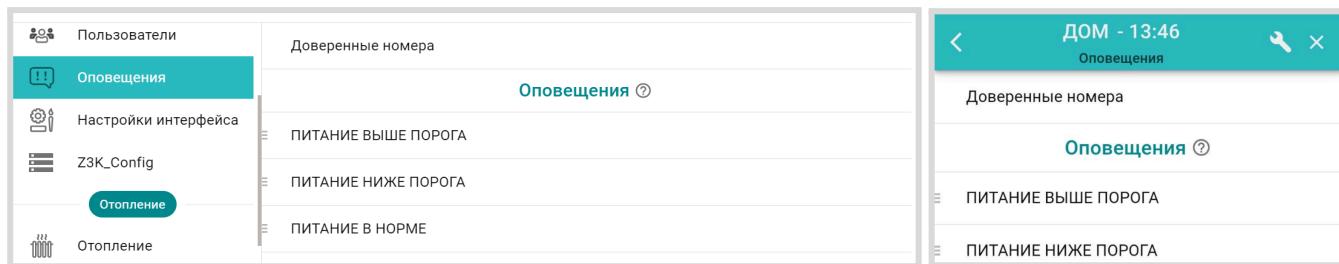 Пользователи
Оповещения
Настройки интерфейса
Z3K_Config
Отопление
Отопление
Доверенные номера
Оповещения
ПИТАНИЕ ВЫШЕ ПОРОГА
ПИТАНИЕ НИЖЕ ПОРОГА
ПИТАНИЕ В НОРМЕ
ДОМ - 13:46
Оповещения
Доверенные номера
Оповещения
ПИТАНИЕ ВЫШЕ ПОРОГА
ПИТАНИЕ НИЖЕ ПОРОГА